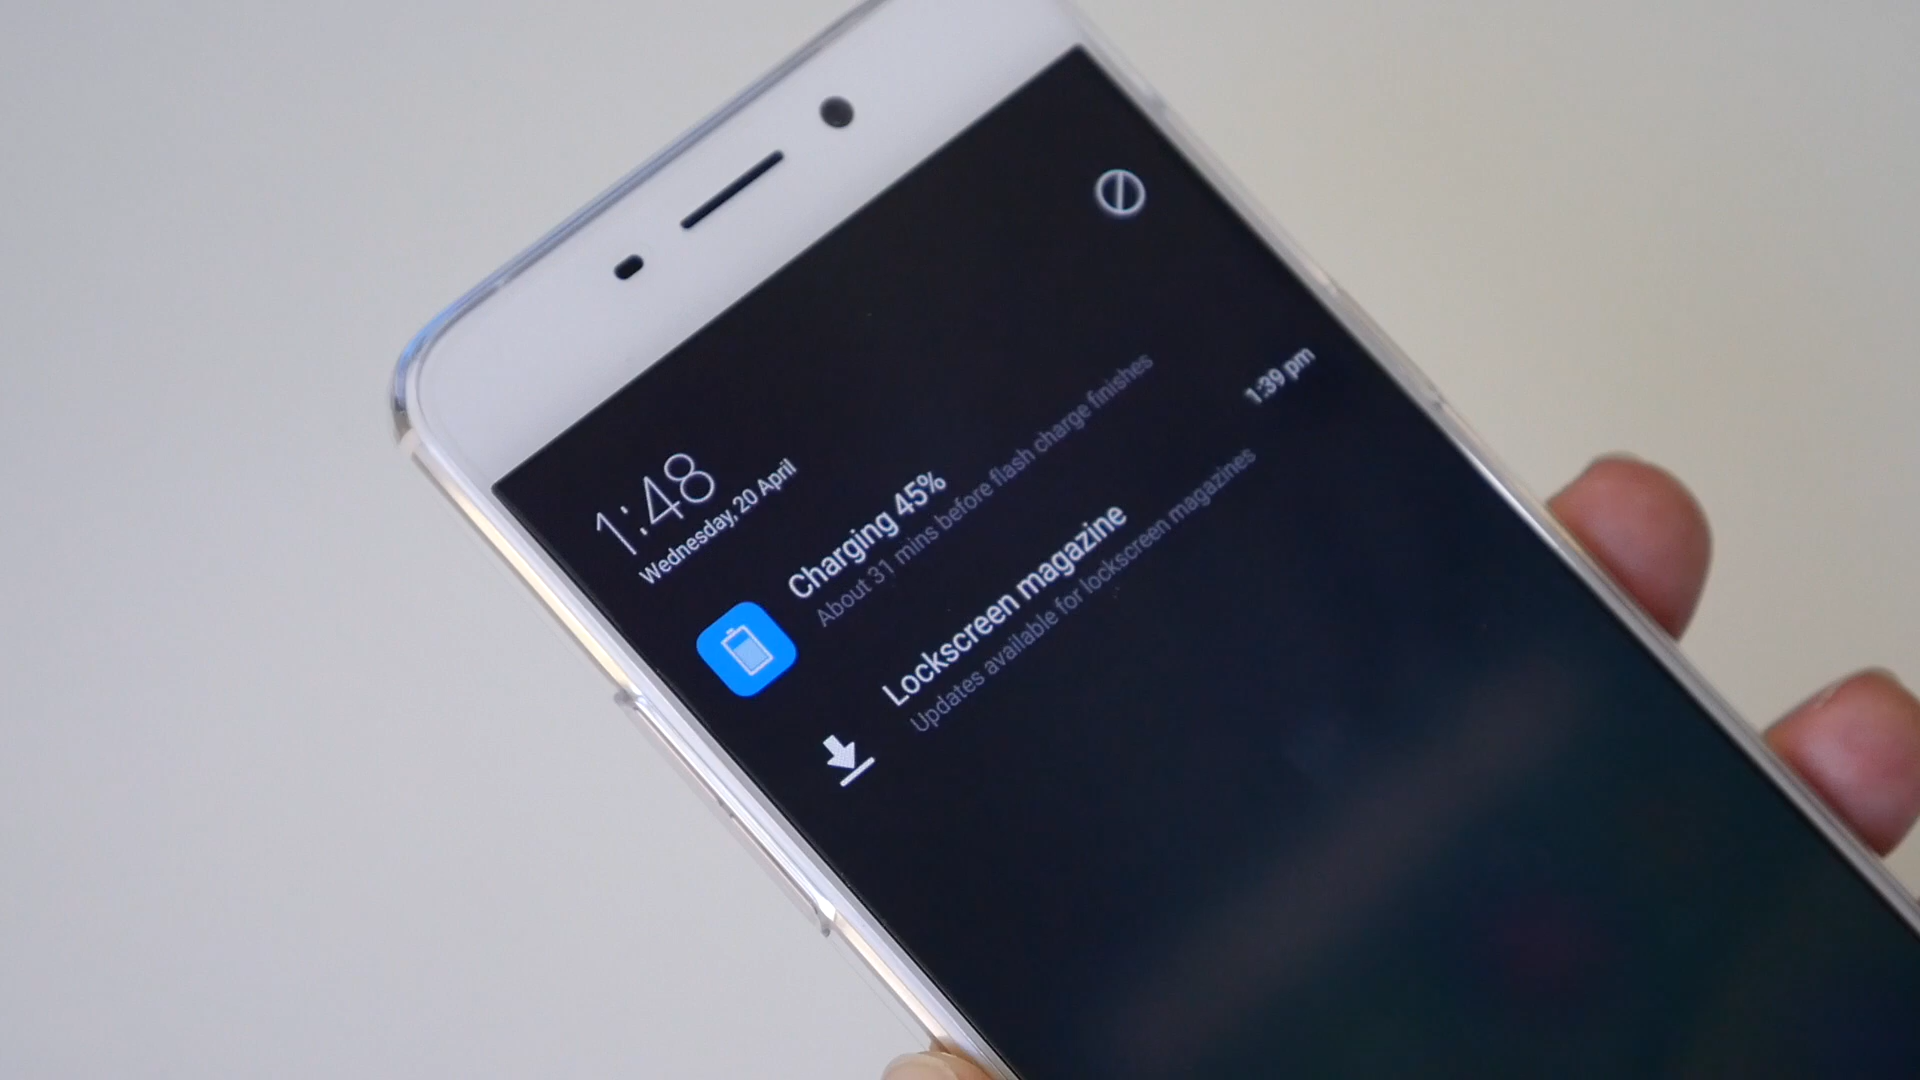 1:48
Wednesday, 20 April
Charging 45%
About 31 mins before flash charge finishes
Lockscreen magazine
1:39 pm
Updates available for lockscreen magazines